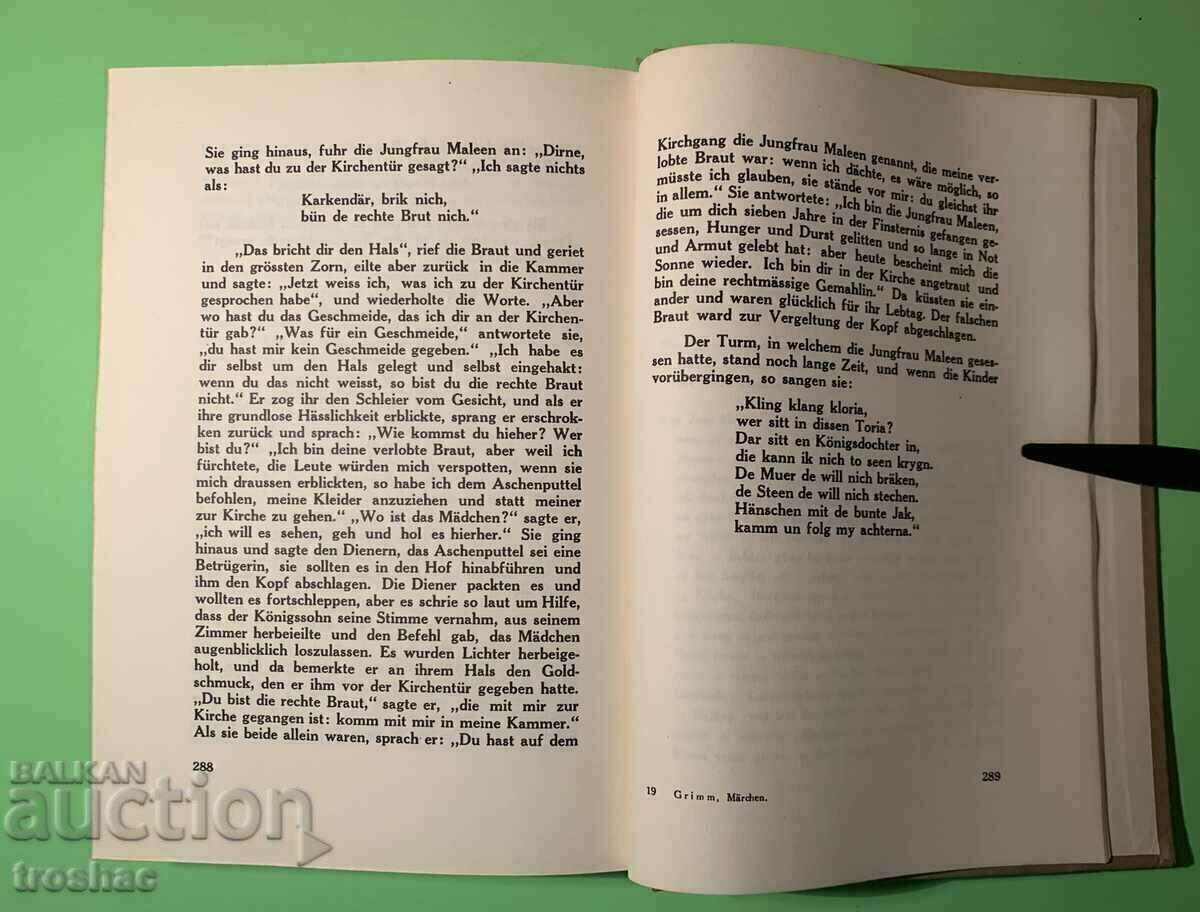 Sie ging hinaus, fuhr die Jungfrau Maleen an: „Dirne,
was hast du zu der Kirchentür gesagt?“ „Ich sagte nichts
als:
Karkendär, brik nich,
bün de rechte Brut nich.“
„Das bricht dir den Hals“, rief die Braut und geriet
in den grössten Zorn, eilte aber zurück in die Kammer
und sagte: „Jetzt weiss ich, was ich zu der Kirchentür
gesprochen habe“, und wiederholte die Worte. „Aber
wo hast du das Geschmeide, das ich dir an der Kirchen-
tür gab?“ „Was für ein Geschmeide,“ antwortete sie,
„du hast mir kein Geschmeide gegeben.“ „Ich habe es
dir selbst um den Hals gelegt und selbst eingehakt:
wenn du das nicht weisst, so bist du die rechte Braut
nicht.“ Er zog ihr den Schleier vom Gesicht, und als er
ihre grundlose Hässlichkeit erblickte, sprang er erschrok-
ken zurück und sprach: „Wie kommst du hieher? Wer
bist du?“ „Ich bin deine verlobte Braut, aber weil ich
fürchtete, die Leute würden mich verspotten, wenn sie
mich draussen erblickten, so habe ich dem Aschenputtel
befohlen, meine Kleider anzuziehen und statt meiner
zur Kirche zu gehen.“ „Wo ist das Mädchen?“ sagte er,
„ich will es sehen, geh und hol es hierher.“ Sie ging
hinaus und sagte den Dienern, das Aschenputtel sei eine
Betrügerin, sie sollten es in den Hof hinabführen und
ihm den Kopf abschlagen. Die Diener packten es und
wollten es fortschleppen, aber es schrie so laut um Hilfe,
dass der Königssohn seine Stimme vernahm, aus seinem
Zimmer herbeieilte und den Befehl gab, das Mädchen
augenblicklich loszulassen. Es wurden Lichter herbeige-
holt, und da bemerkte er an ihrem Hals den Gold-
schmuck, den er ihm vor der Kirchentür gegeben hatte.
„Du bist die rechte Braut,“ sagte er, „die mit mir zur
Kirche gegangen ist: komm mit mir in meine Kammer.“
Als sie beide allein waren, sprach er: „Du hast auf dem
288
Kirchgang die Jungfrau Maleen genannt, die meine ver-
lobte Braut war: wenn ich dächte, es wäre möglich, so
müsste ich glauben, sie stände vor mir: du gleichst ihr
in allem.“ Sie antwortete: „Ich bin die Jungfrau Maleen,
die um dich sieben Jahre in der Finsternis gefangen ge-
sessen, Hunger und Durst gelitten und so lange in Not
und Armut gelebt hat: aber heute bescheint mich die
Sonne wieder. Ich bin dir in der Kirche angetraut und
bin deine rechtmässige Gemahlin.“ Da küssten sie ein-
ander und waren glücklich für ihr Lebtag. Der falschen
Braut ward zur Vergeltung der Kopf abgeschlagen.
Der Turm, in welchem die Jungfrau Maleen geses-
sen hatte, stand noch lange Zeit, und wenn die Kinder
vorübergingen, so sangen sie:
„Kling klang kloria,
wer sitt in dissen Toria?
Dar sitt en Königsdochter in,
die kann ik nich to seen krygn.
De Muer de will nich bräken,
de Steen de will nich stechen.
Hänschen mit de bunte Jak,
kamm un folg my achterna.“
289
19 Grimm, Märchen.
BALKAN
auction
troshac